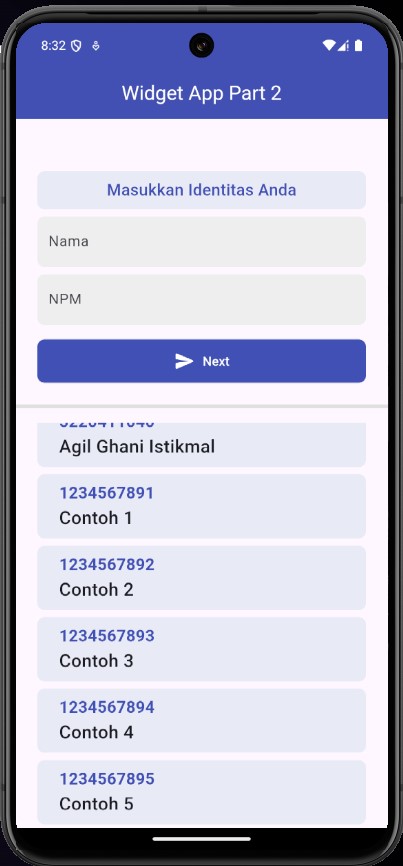 8:32
Widget App Part 2
Masukkan Identitas Anda
Nama
NPM
Next
Agil Ghani Istikmal
1234567891
Contoh 1
1234567892
Contoh 2
1234567893
Contoh 3
1234567894
Contoh 4
1234567895
Contoh 5